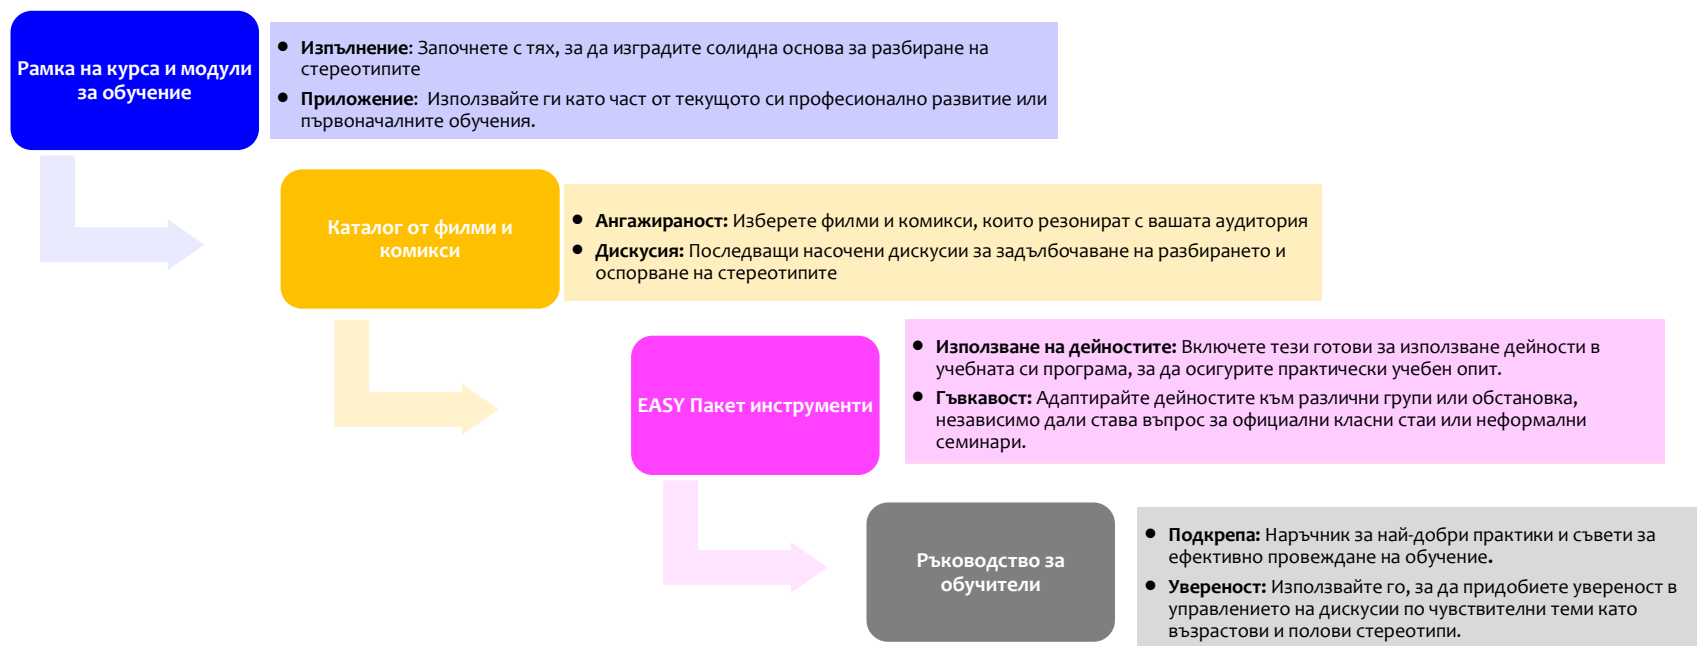 Рамка на курса и модули
за обучение
• Изпълнение: Започнете с тях, за да изградите солидна основа за разбиране на
стереотипите
• Приложение: Използвайте ги като част от текущото си професионално развитие или
първоначалните обучения.
Каталог от филми и
комикси
• Ангажираност: Изберете филми и комикси, които резонират с вашата аудитория
• Дискусия: Последващи насочени дискусии за задълбочаване на разбирането и
оспорване на стереотипите
EASY Пакет инструменти
• Използване на дейностите: Включете тези готови за използване дейности в
учебната си програма, за да осигурите практически учебен опит.
• Гъвкавост: Адаптирайте дейностите към различни групи или обстановка,
независимо дали става въпрос за официални класни стаи или неформални
семинари.
Ръководство за
обучители
• Подкрепа: Наръчник за най-добри практики и съвети за
ефективно провеждане на обучение.
• Увереност: Използвайте го, за да придобиете увереност в
управлението на дискусии по чувствителни теми като
възрастови и полови стереотипи.